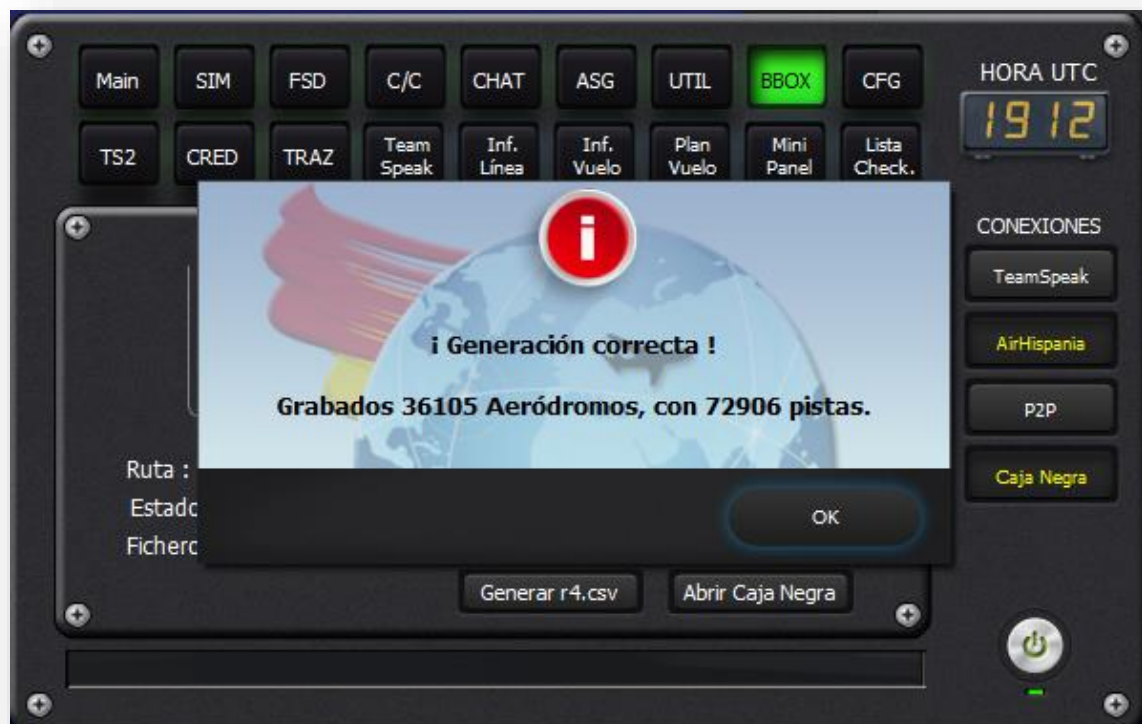 Main SIM FSD C/C CHAT ASG UTIL BBOX CFG
HORA UTC
1912
TS2 CRED TRAZ Team Speak Inf. Línea Inf. Vuelo Plan Vuelo Mini Panel Lista Check.
i
¡ Generación correcta !
Grabados 36105 Aeródromos, con 72906 pistas.
OK
Ruta :
Estado
Fichero
Generar r4.csv Abrir Caja Negra
CONEXIONES
TeamSpeak
AirHispania
P2P
Caja Negra